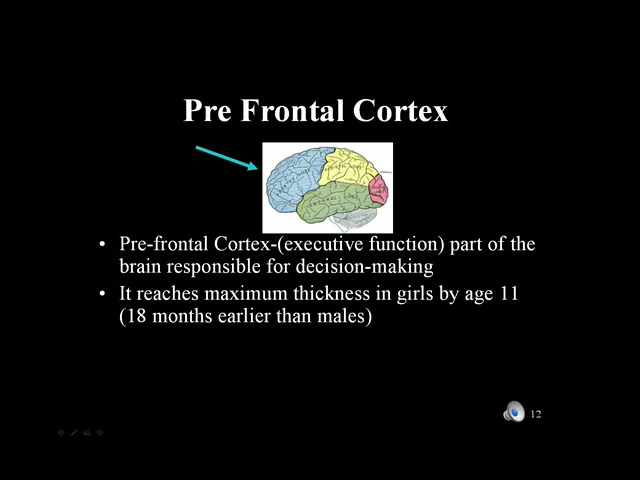 Pre Frontal Cortex
• Pre-frontal Cortex-(executive function) part of the
brain responsible for decision-making
• It reaches maximum thickness in girls by age 11
(18 months earlier than males)
12